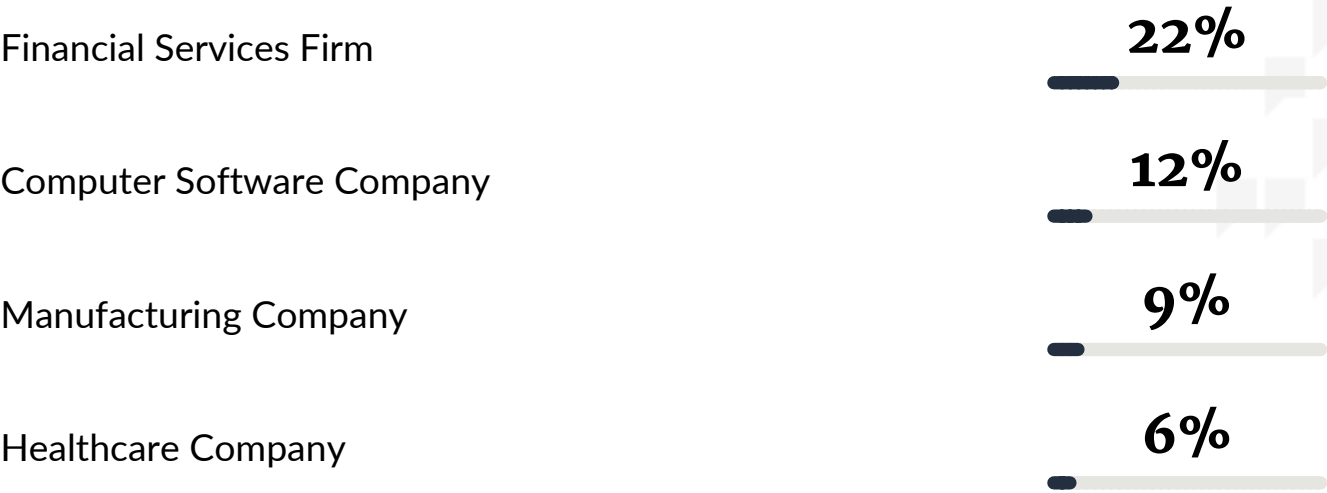 Financial Services Firm 22%
Computer Software Company 12%
Manufacturing Company 9%
Healthcare Company 6%